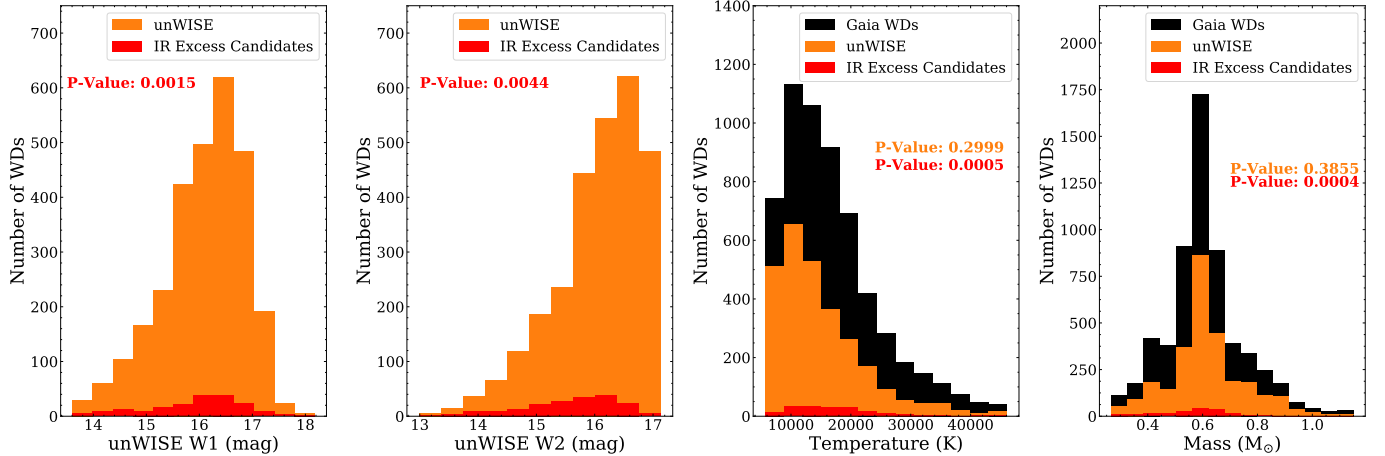 unWISE
IR Excess Candidates
P-Value: 0.0015
Number of WDs
700
600
500
400
300
200
100
0
14
15
16
17
18
unWISE W1 (mag)
unWISE
IR Excess Candidates
P-Value: 0.0044
Number of WDs
700
600
500
400
300
200
100
0
13
14
15
16
17
unWISE W2 (mag)
Gaia WDs
unWISE
IR Excess Candidates
P-Value: 0.2999
P-Value: 0.0005
Number of WDs
1400
1200
1000
800
600
400
200
0
10000
20000
30000
40000
Temperature (K)
Gaia WDs
unWISE
IR Excess Candidates
P-Value: 0.3855
P-Value: 0.0004
Number of WDs
2000
1750
1500
1250
1000
750
500
250
0
0.4
0.6
0.8
1.0
Mass (M⊙)